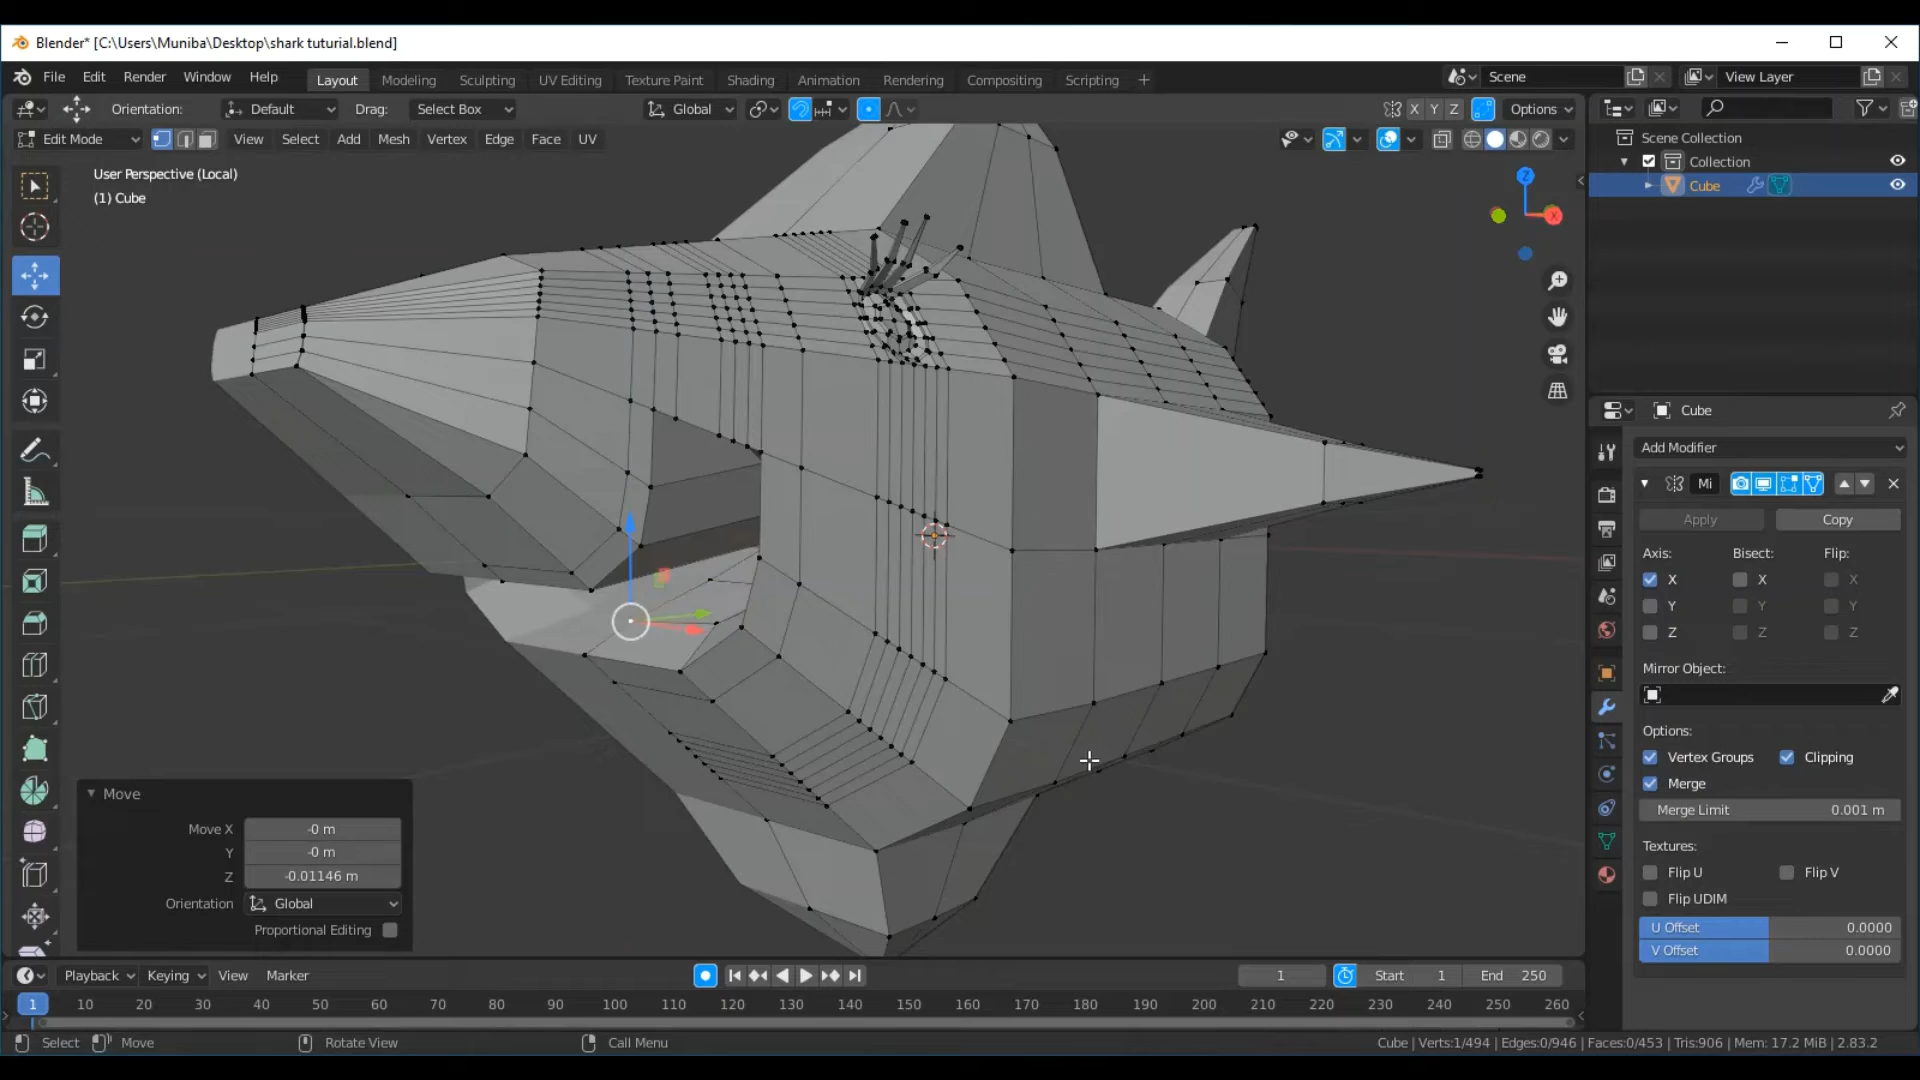 Blender* [C:\Users\Muniba\Desktop\shark tuturial.blend]
File Edit Render Window Help Layout Modeling Sculpting UV Editing Texture Paint Shading Animation Rendering Compositing Scripting + Scene View Layer
Orientation: Default Drag: Select Box Global X Y Z Options
Edit Mode View Select Add Mesh Vertex Edge Face UV
Scene Collection
Collection
Cube
User Perspective (Local)
(1) Cube
Z
X
Cube
Add Modifier
Mi
Apply Copy
Axis: Bisect: Flip:
X X X
Y Y Y
Z Z Z
Mirror Object:
Options:
Vertex Groups Clipping
Merge
Merge Limit 0.001 m
Textures:
Flip U Flip V
Flip UDIM
U Offset 0.0000
V Offset 0.0000
Move
Move X -0 m
Y -0 m
Z -0.01146 m
Orientation Global
Proportional Editing
Playback Keying View Marker 1 Start 1 End 250
1 10 20 30 40 50 60 70 80 90 100 110 120 130 140 150 160 170 180 190 200 210 220 230 240 250 260
Select Move Rotate View Call Menu Cube | Verts:1/494 | Edges:0/946 | Faces:0/453 | Tris:906 | Mem: 17.2 MiB | 2.83.2